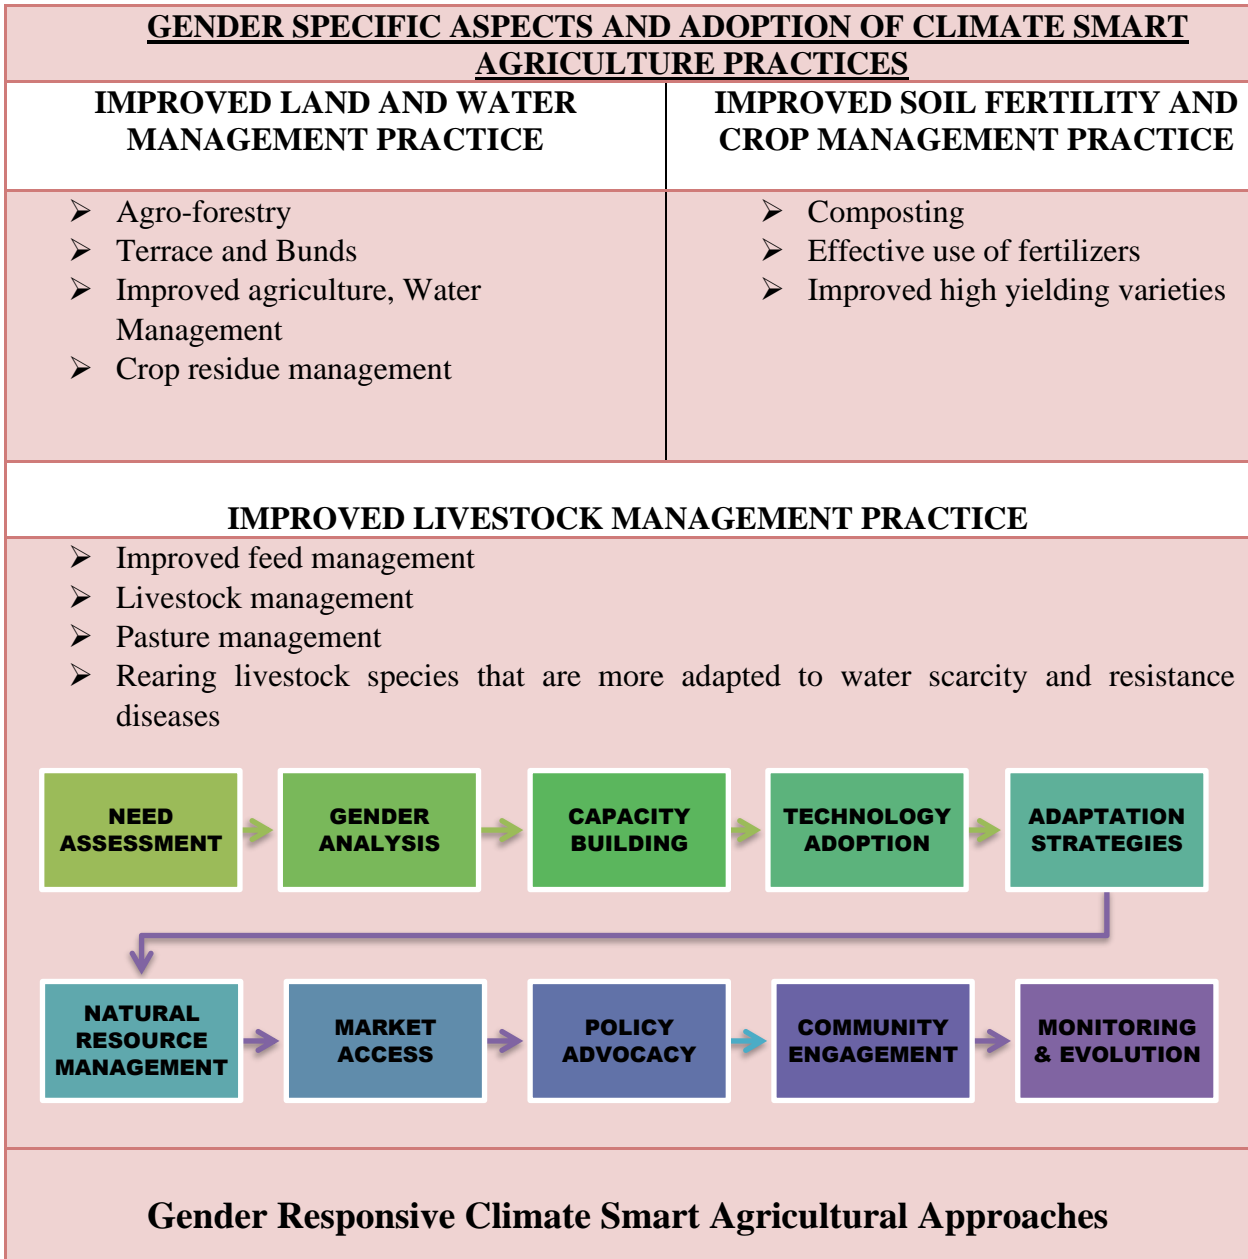 GENDER SPECIFIC ASPECTS AND ADOPTION OF CLIMATE SMART
AGRICULTURE PRACTICES
IMPROVED LAND AND WATER
MANAGEMENT PRACTICE
IMPROVED SOIL FERTILITY AND
CROP MANAGEMENT PRACTICE
➢ Agro-forestry
➢ Terrace and Bunds
➢ Improved agriculture, Water
Management
➢ Crop residue management
➢ Composting
➢ Effective use of fertilizers
➢ Improved high yielding varieties
IMPROVED LIVESTOCK MANAGEMENT PRACTICE
➢ Improved feed management
➢ Livestock management
➢ Pasture management
➢ Rearing livestock species that are more adapted to water scarcity and resistance
diseases
NEED
ASSESSMENT
GENDER
ANALYSIS
CAPACITY
BUILDING
TECHNOLOGY
ADOPTION
ADAPTATION
STRATEGIES
NATURAL
RESOURCE
MANAGEMENT
MARKET
ACCESS
POLICY
ADVOCACY
COMMUNITY
ENGAGEMENT
MONITORING
& EVOLUTION
Gender Responsive Climate Smart Agricultural Approaches